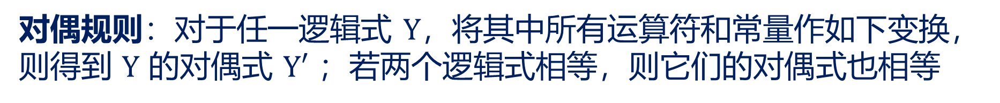 对偶规则：对于任一逻辑式 Y，将其中所有运算符和常量作如下变换，
则得到 Y 的对偶式 Y′；若两个逻辑式相等，则它们的对偶式也相等